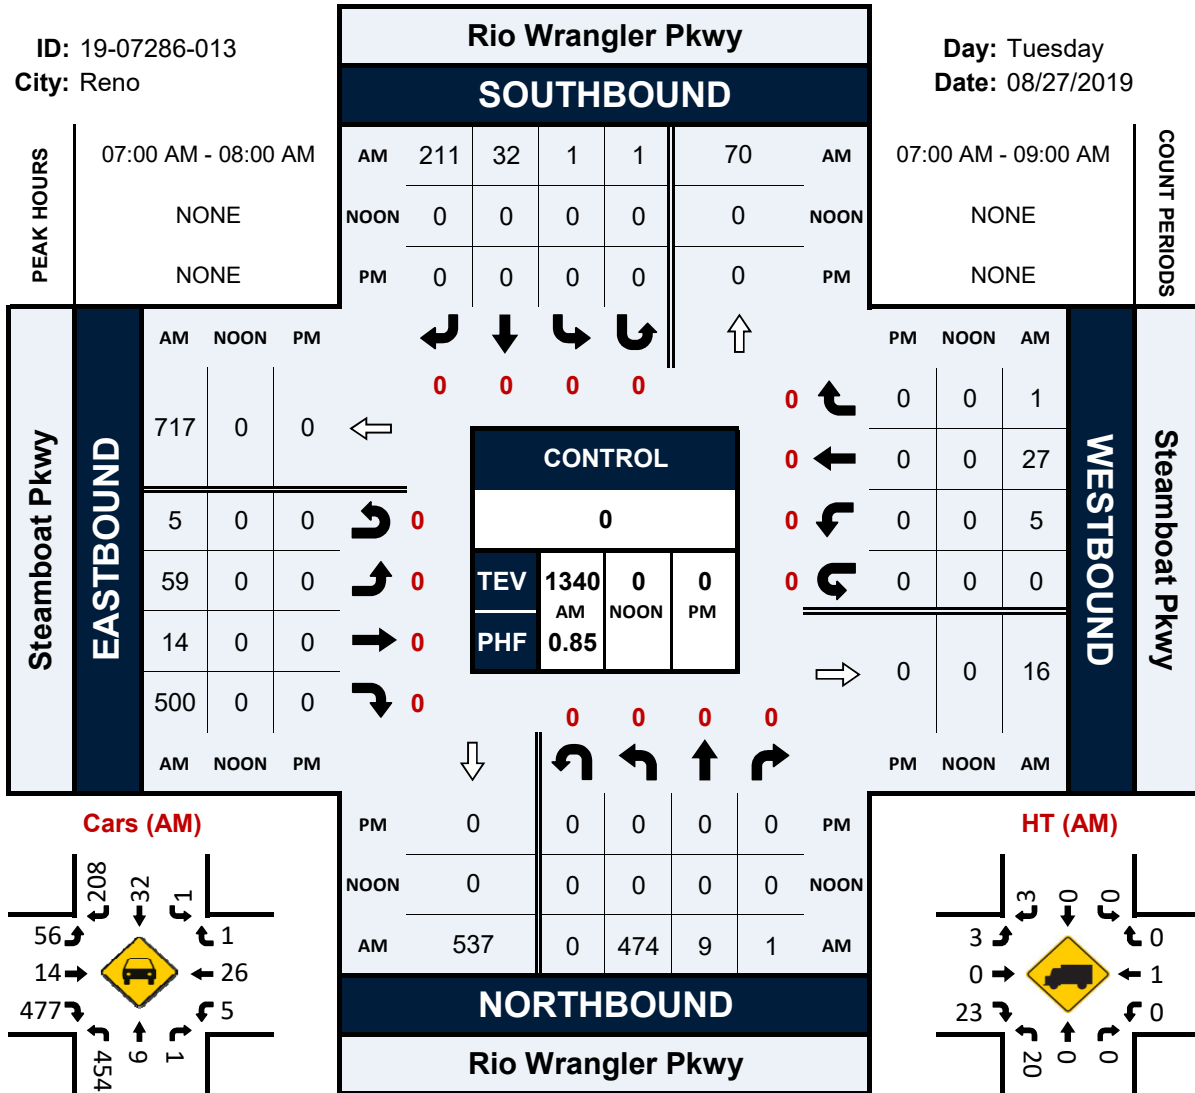 ID: 19-07286-013
City: Reno
Rio Wrangler Pkwy
SOUTHBOUND
Day: Tuesday
Date: 08/27/2019
PEAK HOURS
07:00 AM - 08:00 AM
NONE
NONE
AM 211 32 1 1 70 AM
NOON 0 0 0 0 0 NOON
PM 0 0 0 0 0 PM
07:00 AM - 09:00 AM
NONE
NONE
COUNT PERIODS
0 0 0 0
Steamboat Pkwy
EASTBOUND
AM NOON PM
717 0 0
5 0 0 0
59 0 0 0
14 0 0 0
500 0 0 0
AM NOON PM
CONTROL
0
TEV 1340 0 0
AM NOON PM
PHF 0.85
PM NOON AM
0 0 0 1
0 0 0 27
0 0 0 5
0 0 0 0
0 0 16
PM NOON AM
WESTBOUND
Steamboat Pkwy
0 0 0 0
PM 0 0 0 0 0 PM
NOON 0 0 0 0 0 NOON
AM 537 0 474 9 1 AM
NORTHBOUND
Rio Wrangler Pkwy
Cars (AM)
208 32 1
56 1
14 26
477 5
454 9 1
HT (AM)
3 0 0
3 0
0 1
23 0
20 0 0